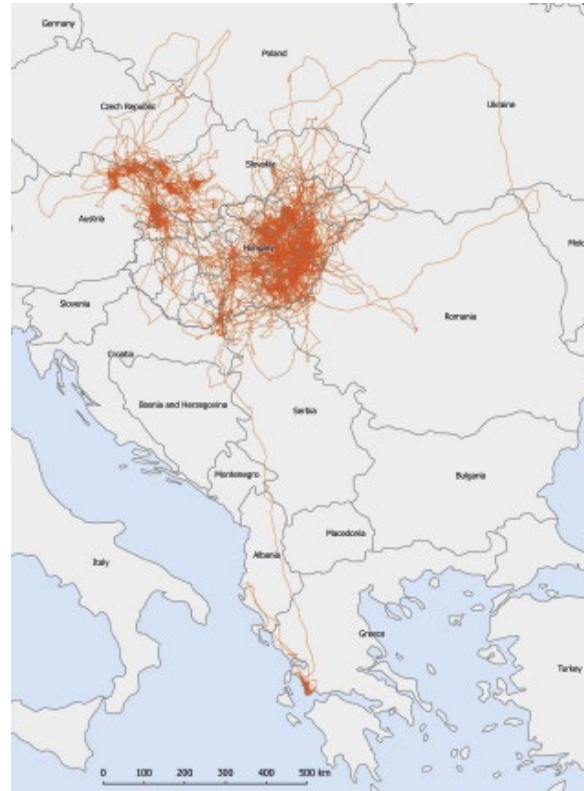 Germany
Poland
Czech Republic
Ukraine
Slovakia
Austria
Hungary
Slovenia
Romania
Croatia
Bosnia and Herzegovina
Serbia
Montenegro
Bulgaria
Macedonia
Albania
Italy
Greece
Turkey
0 100 200 300 400 500 km